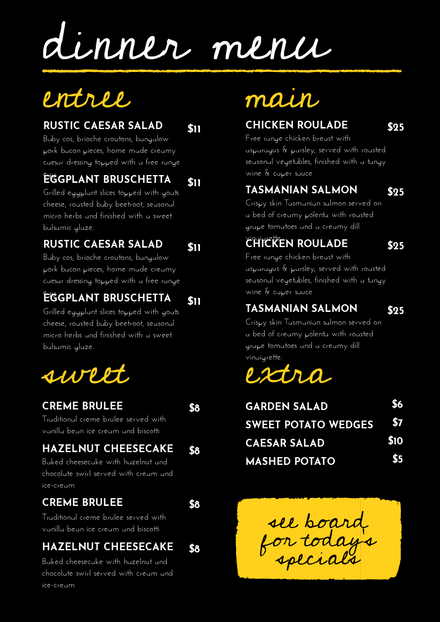 dinner menu
entree
RUSTIC CAESAR SALAD $11
Baby cos, brioche croutons, bungalow
pork bacon pieces, home made creamy
caesar dressing topped with a free range
EGGPLANT BRUSCHETTA $11
Grilled eggplant slices topped with goats
cheese, roasted baby beetroot, seasonal
micro herbs and finished with a sweet
balsamic glaze.
RUSTIC CAESAR SALAD $11
Baby cos, brioche croutons, bungalow
pork bacon pieces, home made creamy
caesar dressing topped with a free range
EGGPLANT BRUSCHETTA $11
Grilled eggplant slices topped with goats
cheese, roasted baby beetroot, seasonal
micro herbs and finished with a sweet
balsamic glaze.
main
CHICKEN ROULADE $25
Free range chicken breast with
asparagus & parsley, served with roasted
seasonal vegetables, finished with a tangy
wine & caper sauce
TASMANIAN SALMON $25
Crispy skin Tasmanian salmon served on
a bed of creamy polenta with roasted
grape tomatoes and a creamy dill
vinaigrette.
CHICKEN ROULADE $25
Free range chicken breast with
asparagus & parsley, served with roasted
seasonal vegetables, finished with a tangy
wine & caper sauce
TASMANIAN SALMON $25
Crispy skin Tasmanian salmon served on
a bed of creamy polenta with roasted
grape tomatoes and a creamy dill
vinaigrette.
sweet
CREME BRULEE $8
Traditional creme brulee served with
vanilla bean ice cream and biscotti
HAZELNUT CHEESECAKE $8
Baked cheesecake with hazelnut and
chocolate swirl served with cream and
ice-cream
CREME BRULEE $8
Traditional creme brulee served with
vanilla bean ice cream and biscotti
HAZELNUT CHEESECAKE $8
Baked cheesecake with hazelnut and
chocolate swirl served with cream and
ice-cream
extra
GARDEN SALAD $6
SWEET POTATO WEDGES $7
CAESAR SALAD $10
MASHED POTATO $5
see board
for today's
specials